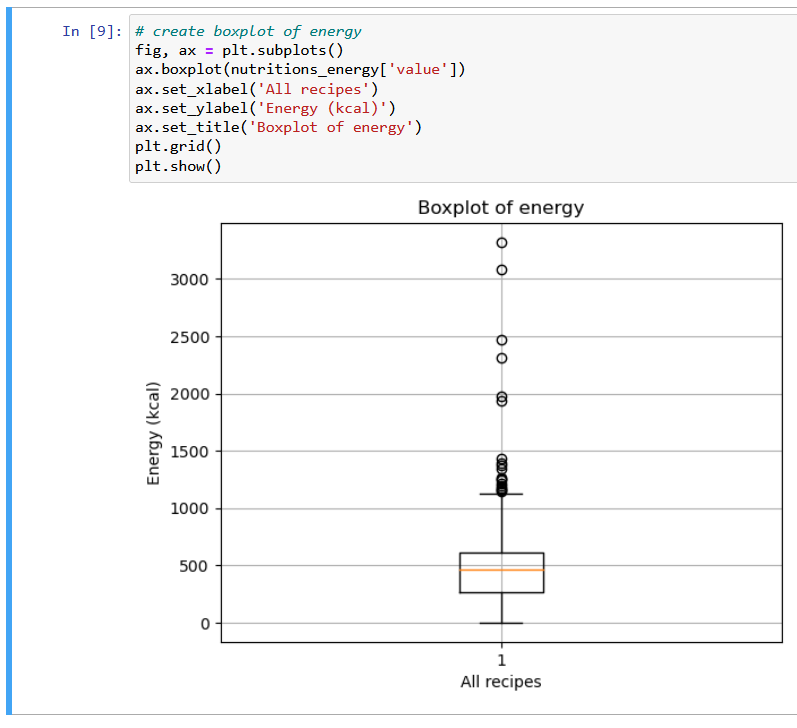 In [9]: # create boxplot of energy
fig, ax = plt.subplots()
ax.boxplot(nutritions_energy['value'])
ax.set_xlabel('All recipes')
ax.set_ylabel('Energy (kcal)')
ax.set_title('Boxplot of energy')
plt.grid()
plt.show()
Boxplot of energy
Energy (kcal)
3000
2500
2000
1500
1000
500
0
1
All recipes